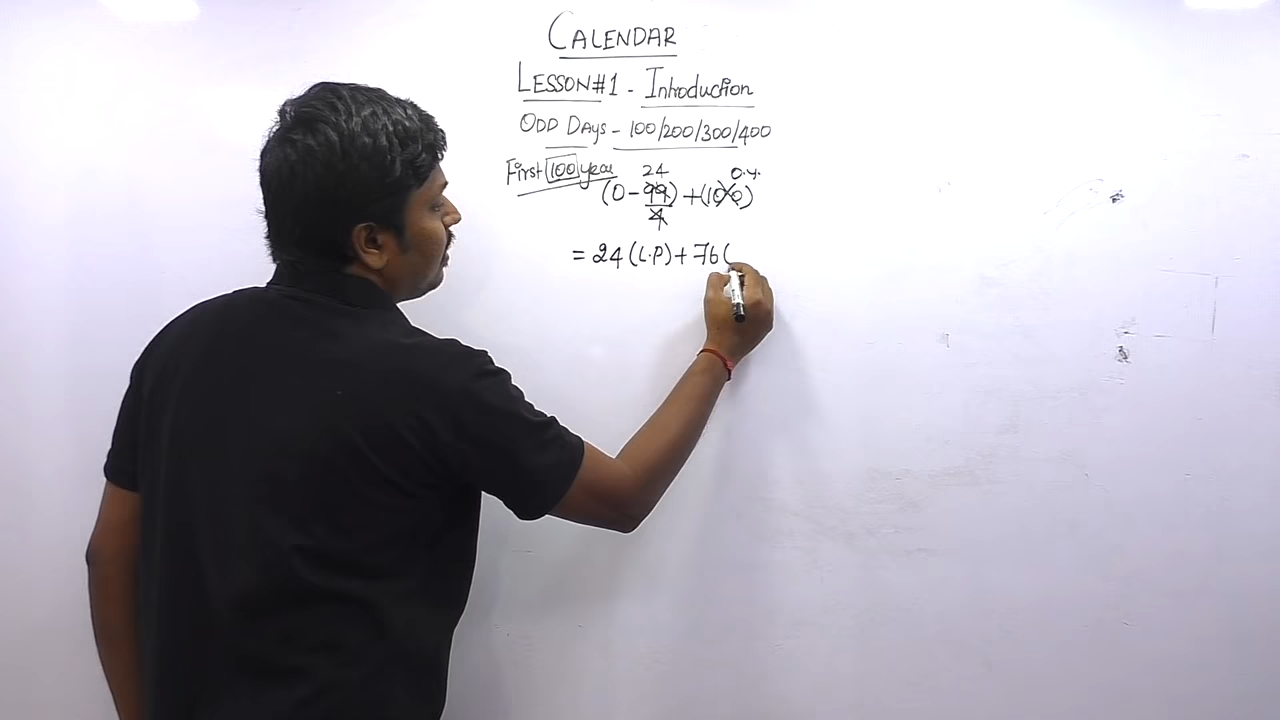 CALENDAR
LESSON#1 - Introduction
ODD DAYS - 100/200/300/400
First 100 year
24 O.Y.
(0 - 99) + (100)
4
= 24 (L.P) + 76 (